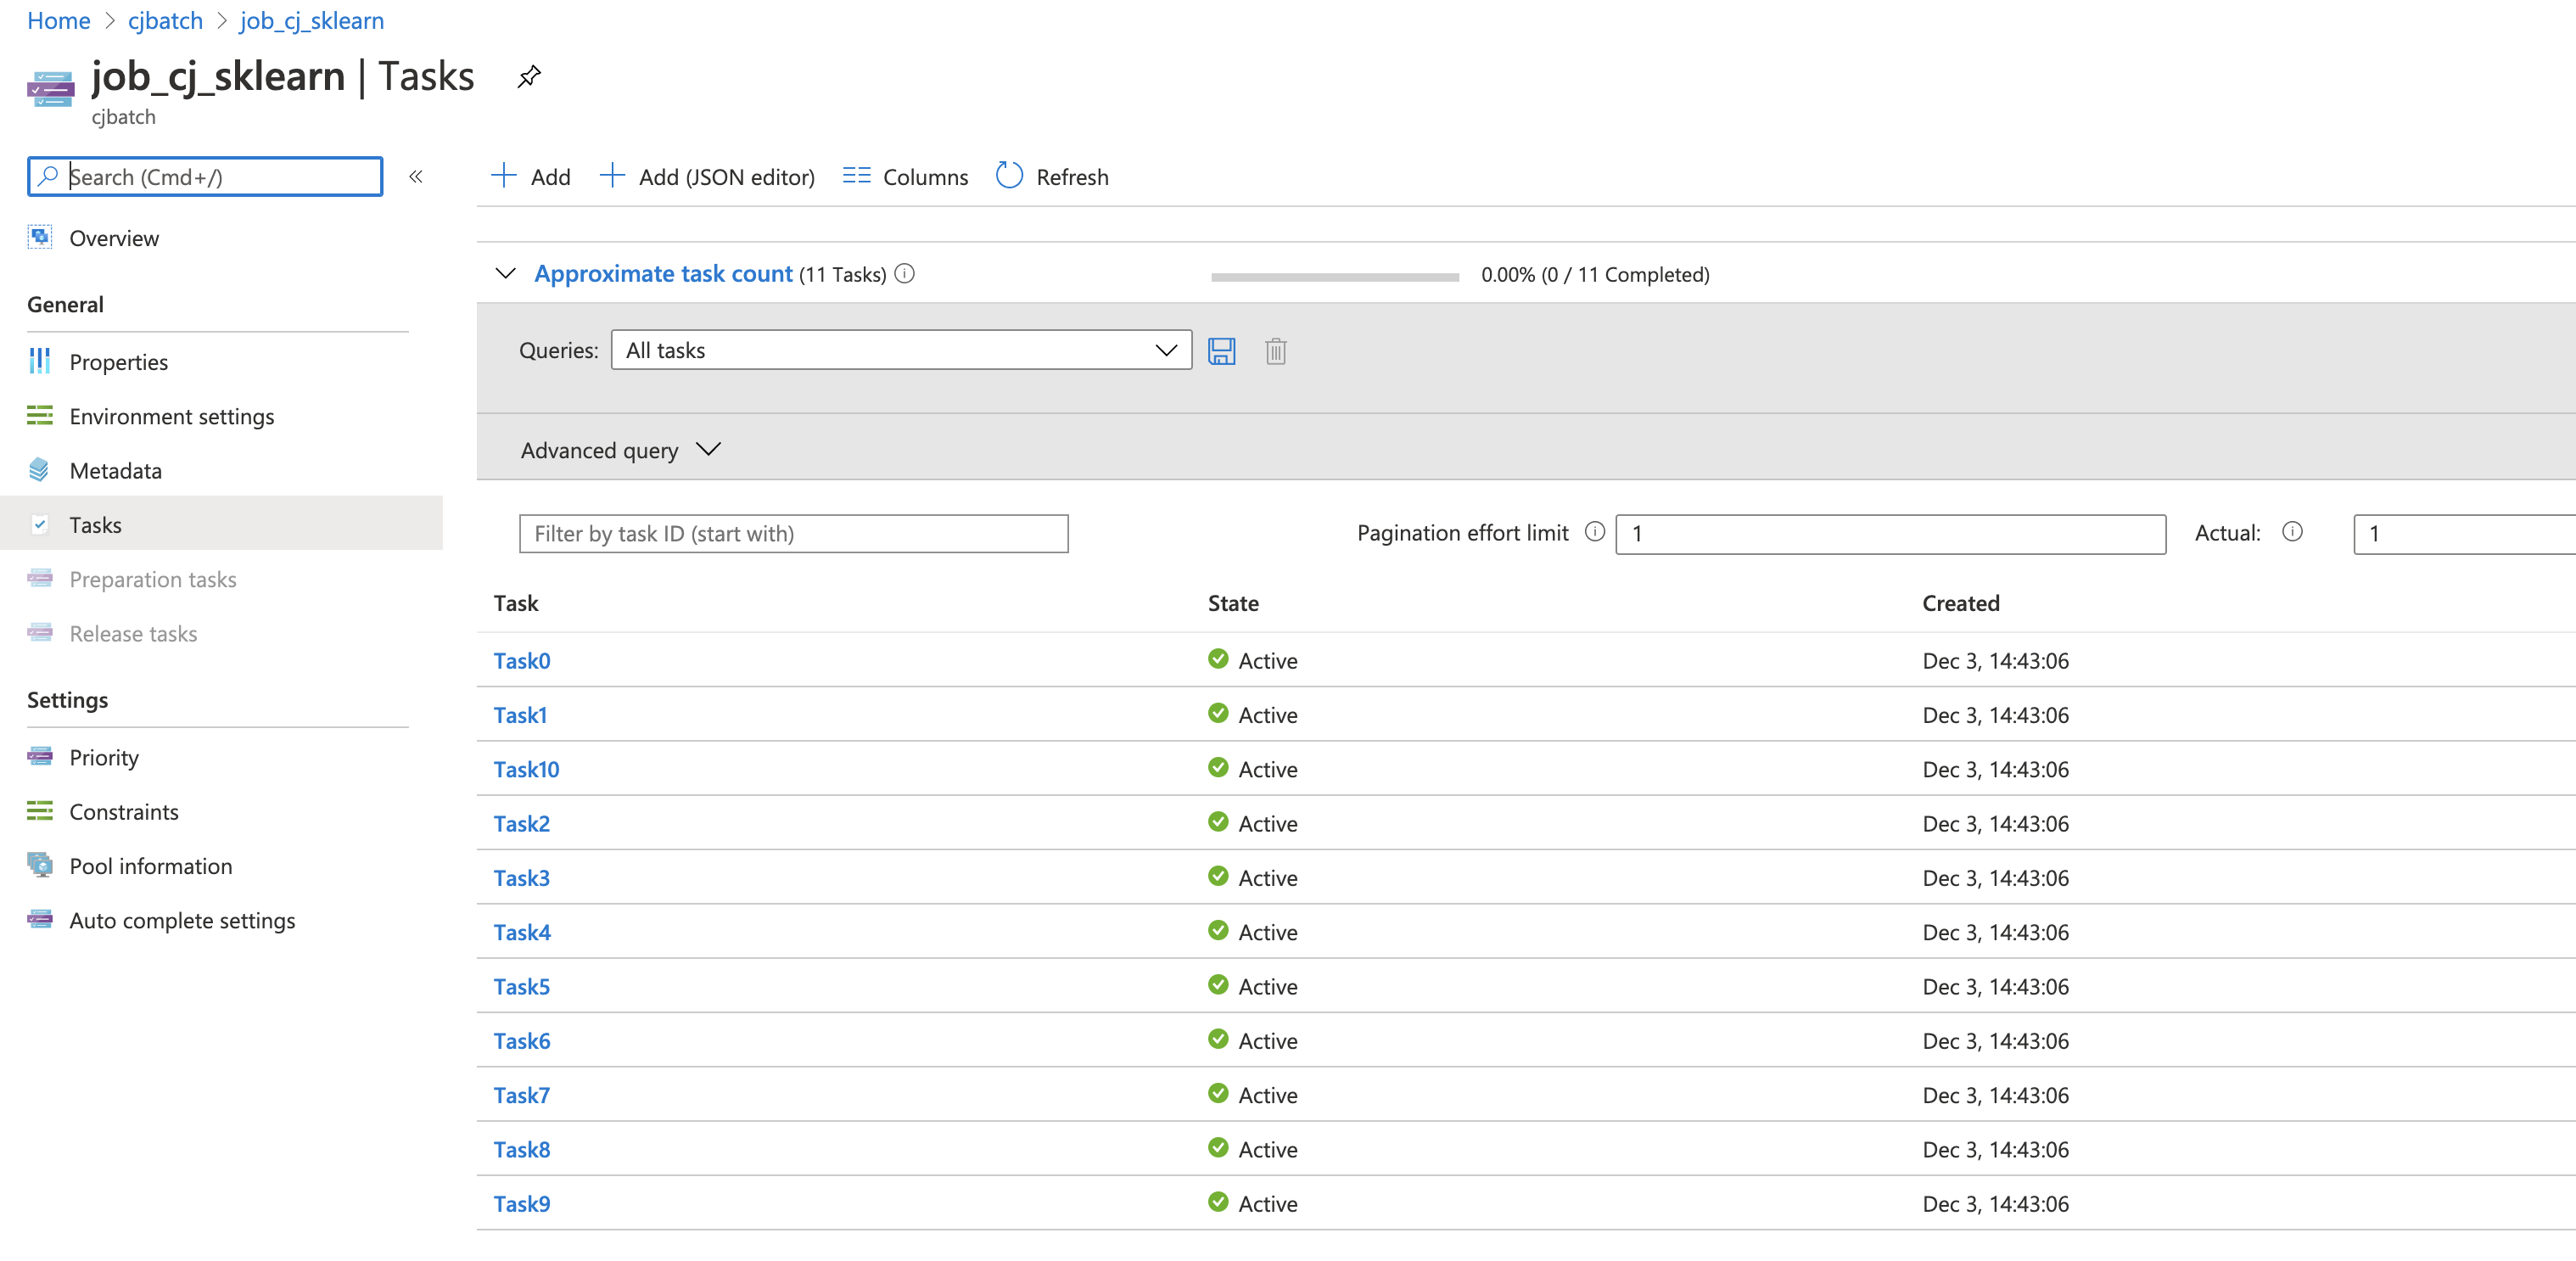 Home > cjbatch > job_cj_sklearn
job_cj_sklearn | Tasks
cjbatch
Search (Cmd+/)
«
Overview
General
Properties
Environment settings
Metadata
Tasks
Preparation tasks
Release tasks
Settings
Priority
Constraints
Pool information
Auto complete settings
Add
Add (JSON editor)
Columns
Refresh
Approximate task count (11 Tasks)
0.00% (0 / 11 Completed)
Queries: All tasks
Advanced query
Filter by task ID (start with)
Pagination effort limit 1
Actual: 1
Task State Created
Task0 Active Dec 3, 14:43:06
Task1 Active Dec 3, 14:43:06
Task10 Active Dec 3, 14:43:06
Task2 Active Dec 3, 14:43:06
Task3 Active Dec 3, 14:43:06
Task4 Active Dec 3, 14:43:06
Task5 Active Dec 3, 14:43:06
Task6 Active Dec 3, 14:43:06
Task7 Active Dec 3, 14:43:06
Task8 Active Dec 3, 14:43:06
Task9 Active Dec 3, 14:43:06